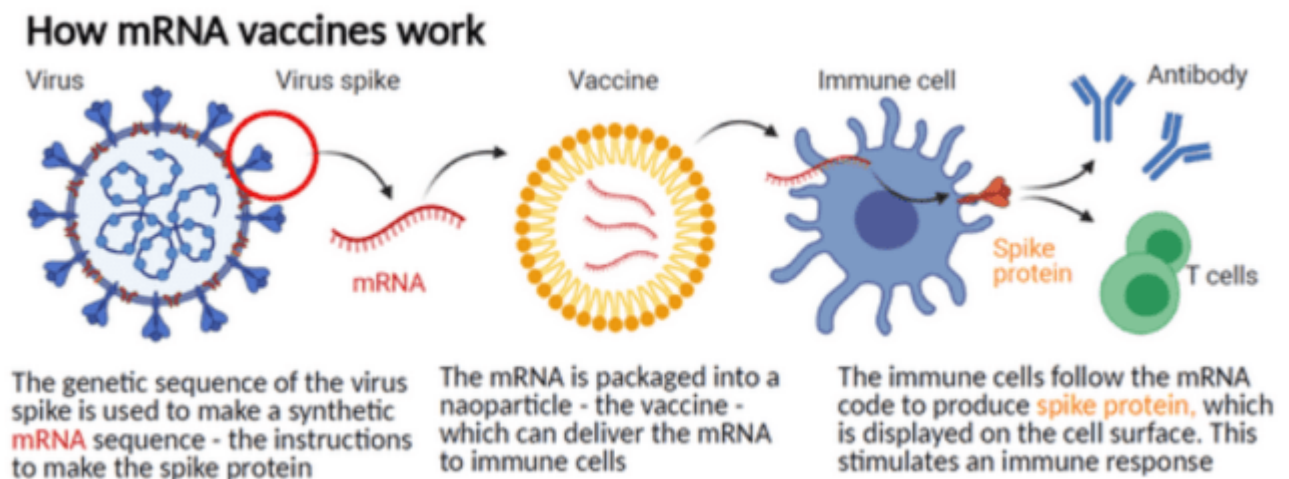 How mRNA vaccines work
Virus
Virus spike
Vaccine
Immune cell
Antibody
mRNA
Spike
protein
T cells
The genetic sequence of the virus
spike is used to make a synthetic
mRNA sequence - the instructions
to make the spike protein
The mRNA is packaged into a
naoparticle - the vaccine -
which can deliver the mRNA
to immune cells
The immune cells follow the mRNA
code to produce spike protein, which
is displayed on the cell surface. This
stimulates an immune response